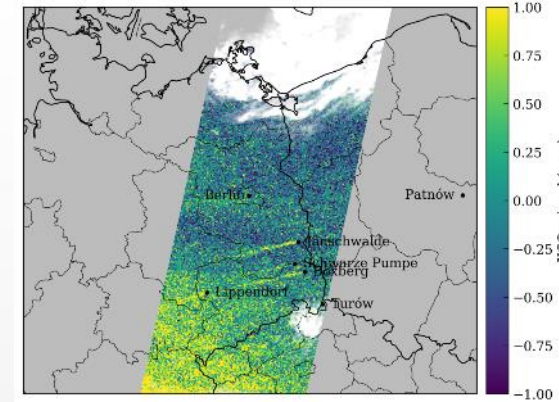 1.00
0.75
0.50
Berlin
Patnów
0.25
0.00
Jänschwalde
−0.25
Schwarze Pumpe
Boxberg
Lippendorf
−0.50
Turów
−0.75
−1.00